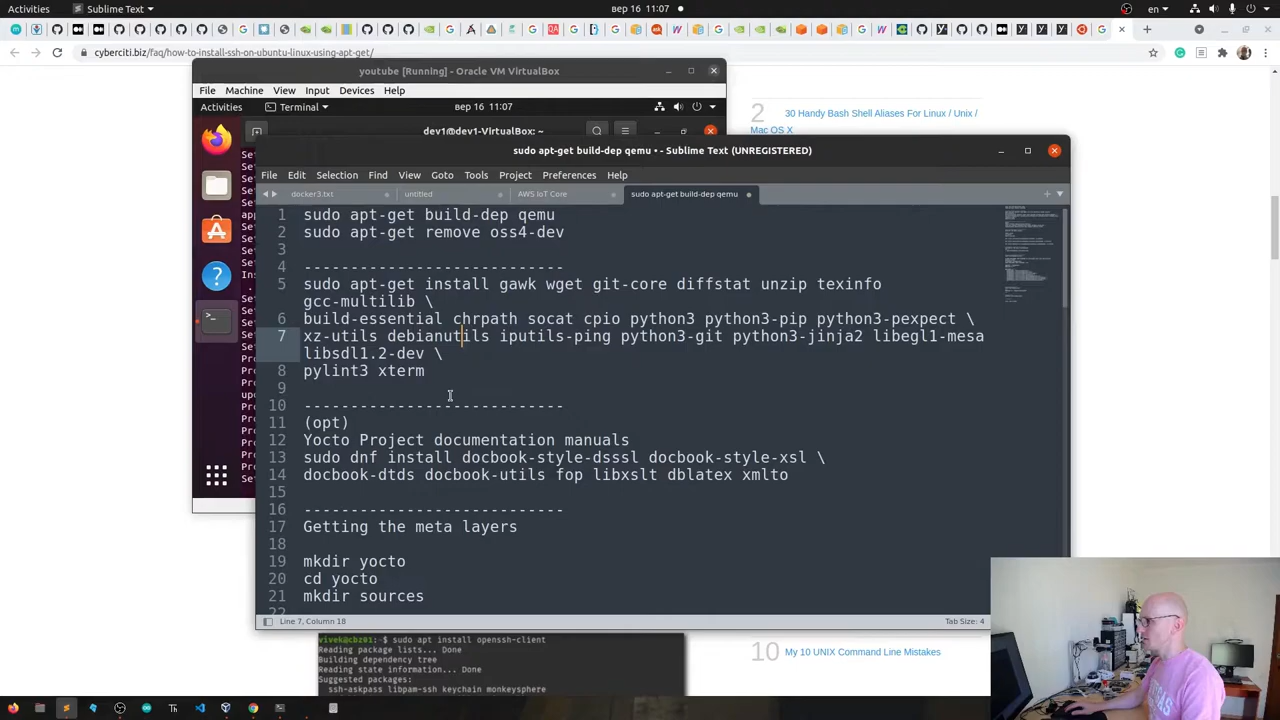 Activities
Sublime Text
вер 16 11:07
en
cyberciti.biz/faq/how-to-install-ssh-on-ubuntu-linux-using-apt-get/
youtube [Running] - Oracle VM VirtualBox
File Machine View Input Devices Help
Activities
Terminal
вер 16 11:07
dev1@dev1-VirtualBox: ~
2
30 Handy Bash Shell Aliases For Linux / Unix /
Mac OS X
sudo apt-get build-dep qemu • - Sublime Text (UNREGISTERED)
File Edit Selection Find View Goto Tools Project Preferences Help
docker3.txt
untitled
AWS IoT Core
sudo apt-get build-dep qemu
1 sudo apt-get build-dep qemu
2 sudo apt-get remove oss4-dev
3
4 ----------------------------
5 sudo apt-get install gawk wget git-core diffstat unzip texinfo
gcc-multilib \
6 build-essential chrpath socat cpio python3 python3-pip python3-pexpect \
7 xz-utils debianutils iputils-ping python3-git python3-jinja2 libegl1-mesa
libsdl1.2-dev \
8 pylint3 xterm
9
10 ----------------------------
11 (opt)
12 Yocto Project documentation manuals
13 sudo dnf install docbook-style-dsssl docbook-style-xsl \
14 docbook-dtds docbook-utils fop libxslt dblatex xmlto
15
16 ----------------------------
17 Getting the meta layers
18
19 mkdir yocto
20 cd yocto
21 mkdir sources
22
Line 7, Column 18
Tab Size: 4
vivek@cbz01:~$ sudo apt install openssh-client
Reading package lists... Done
Building dependency tree
Reading state information... Done
Suggested packages:
ssh-askpass libpam-ssh keychain monkeysphere
10
My 10 UNIX Command Line Mistakes